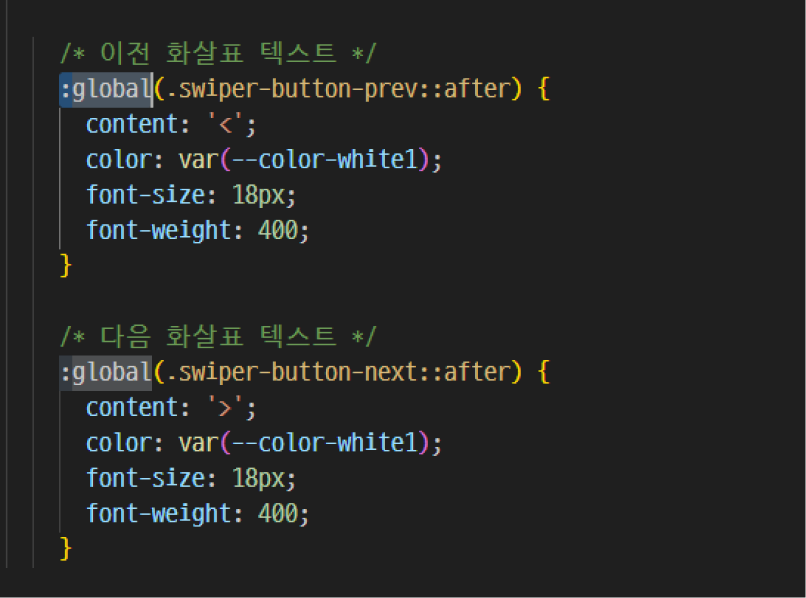 /* 이전 화살표 텍스트 */
:global(.swiper-button-prev::after) {
content: '<';
color: var(--color-white1);
font-size: 18px;
font-weight: 400;
}
/* 다음 화살표 텍스트 */
:global(.swiper-button-next::after) {
content: '>';
color: var(--color-white1);
font-size: 18px;
font-weight: 400;
}